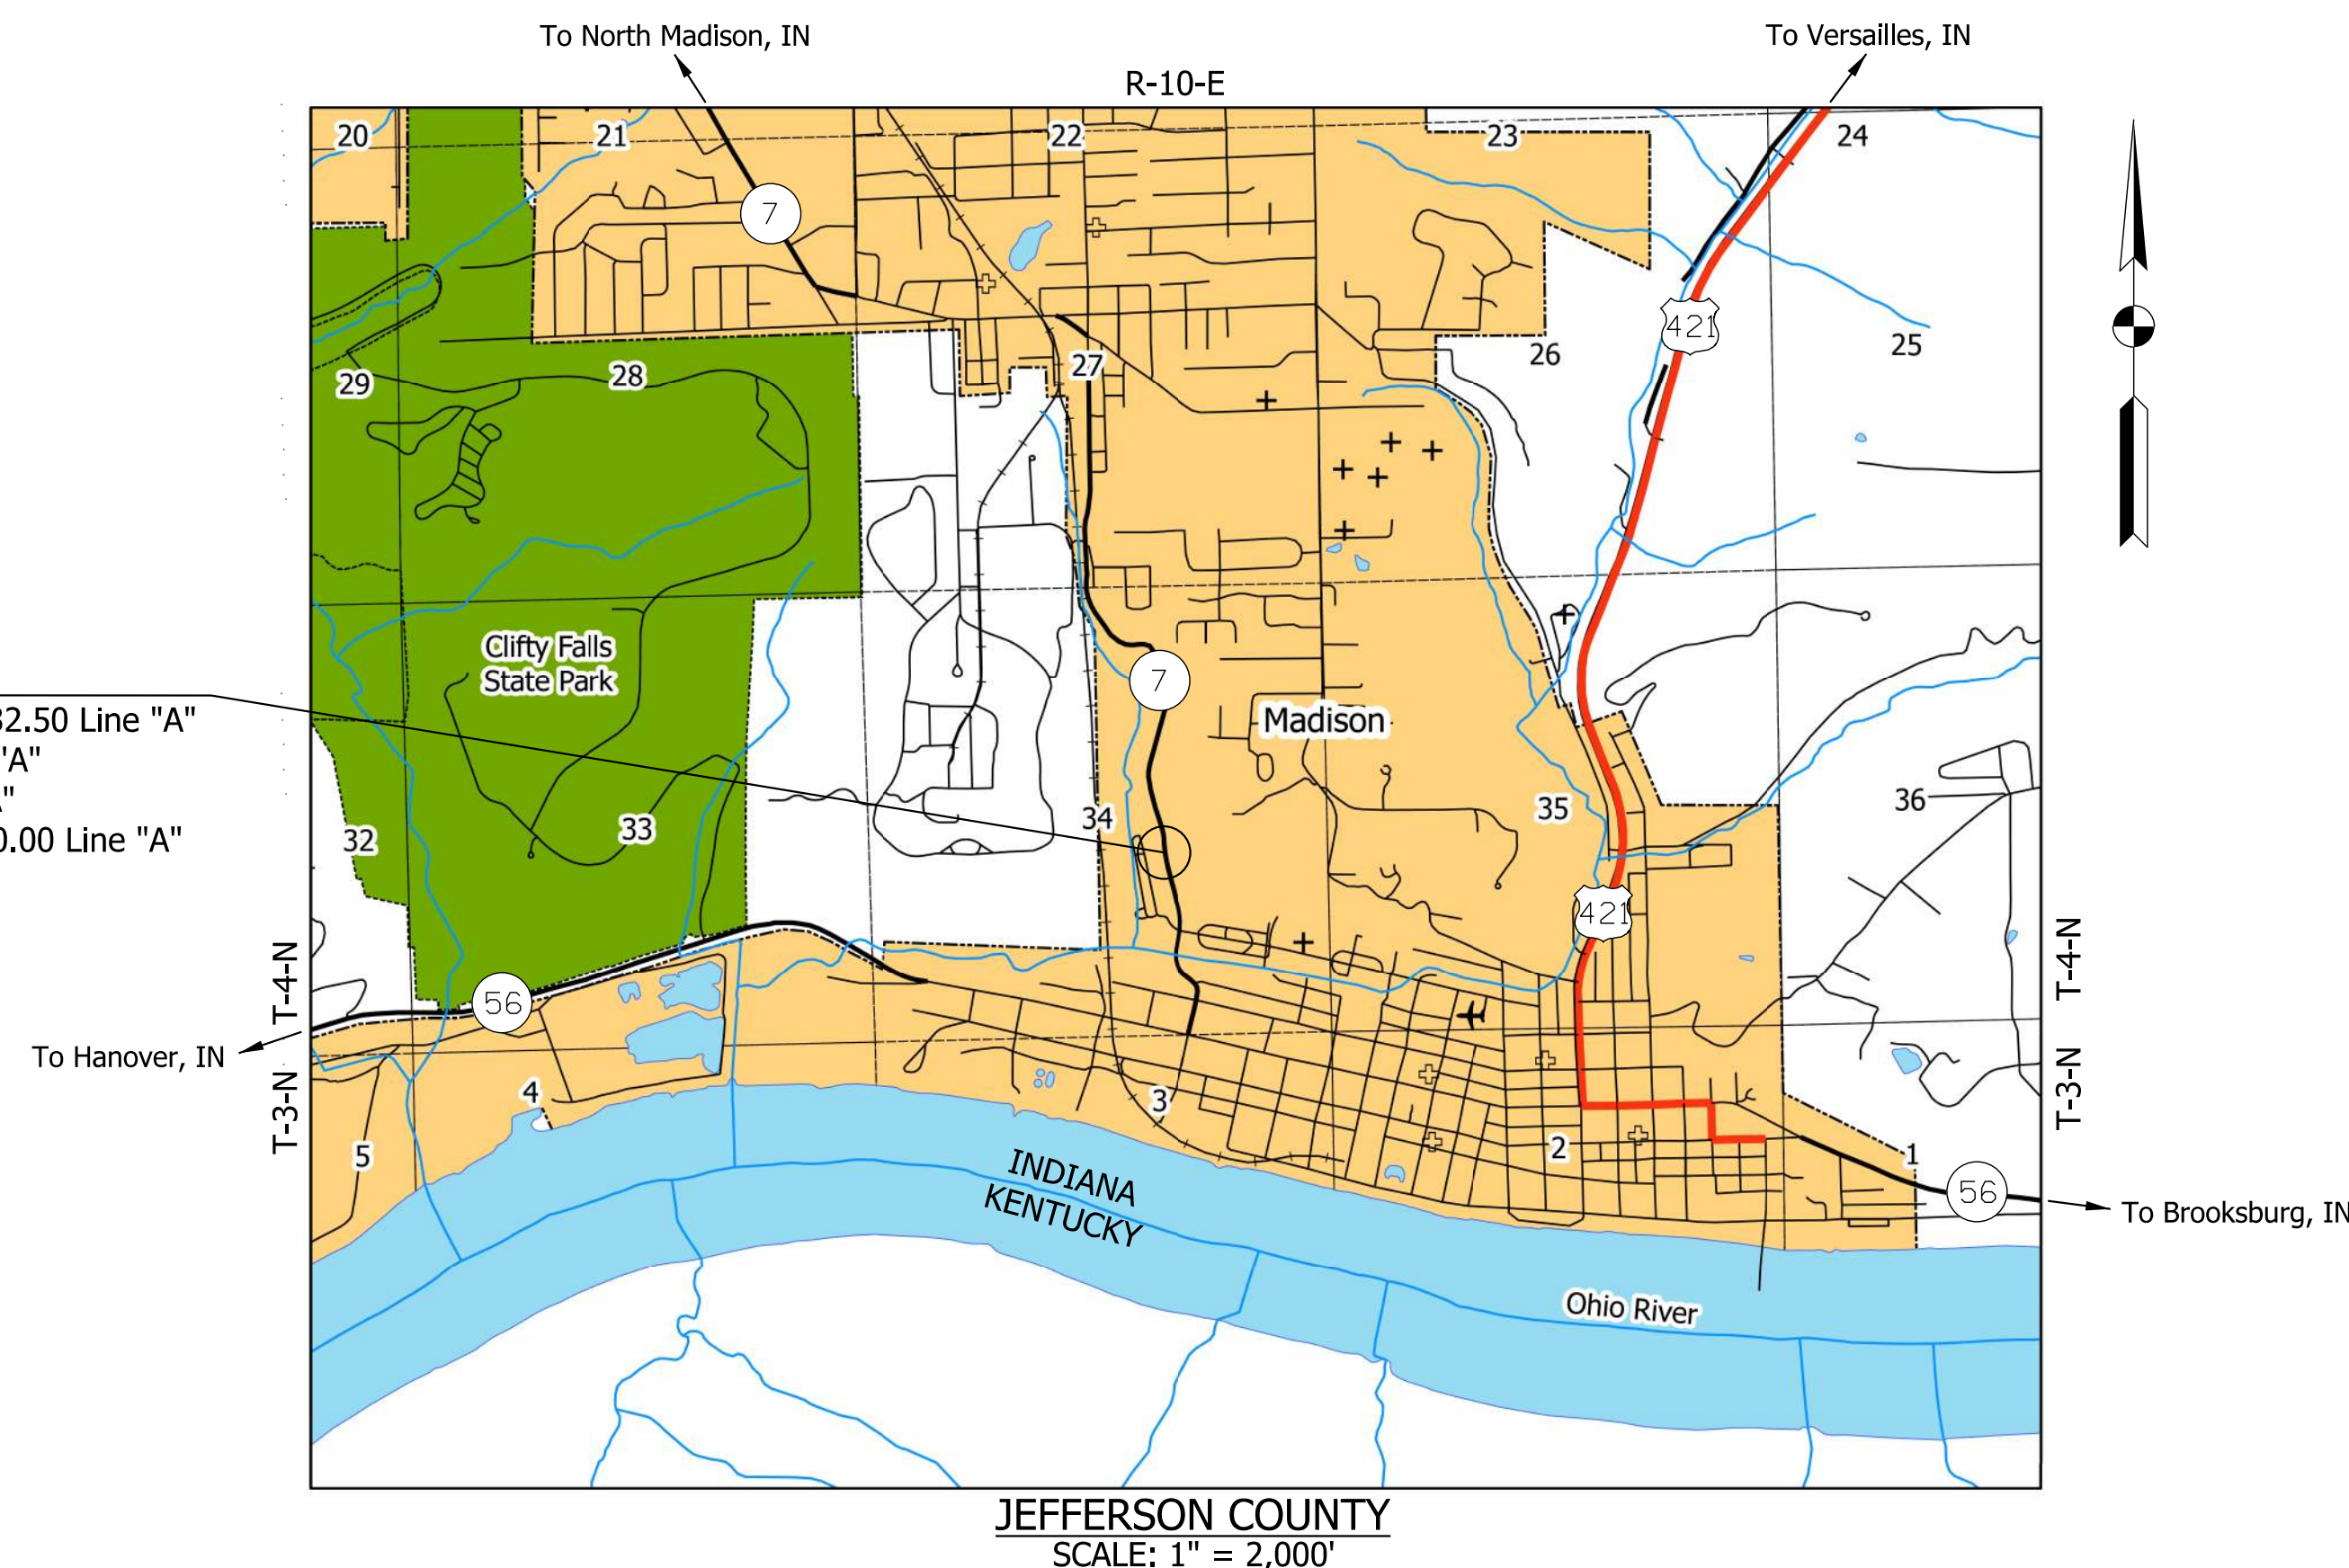 To North Madison, IN
To Versailles, IN
R-10-E
20
21
22
23
24
7
421
25
26
27
28
29
Clifty Falls
State Park
7
Madison
32.50 Line "A"
"A"
"
0.00 Line "A"
32
33
34
35
36
421
T-4-N
T-4-N
56
To Hanover, IN
T-3-N
T-3-N
4
3
5
2
1
INDIANA
KENTUCKY
56
To Brooksburg, IN
Ohio River
JEFFERSON COUNTY
SCALE: 1" = 2,000'